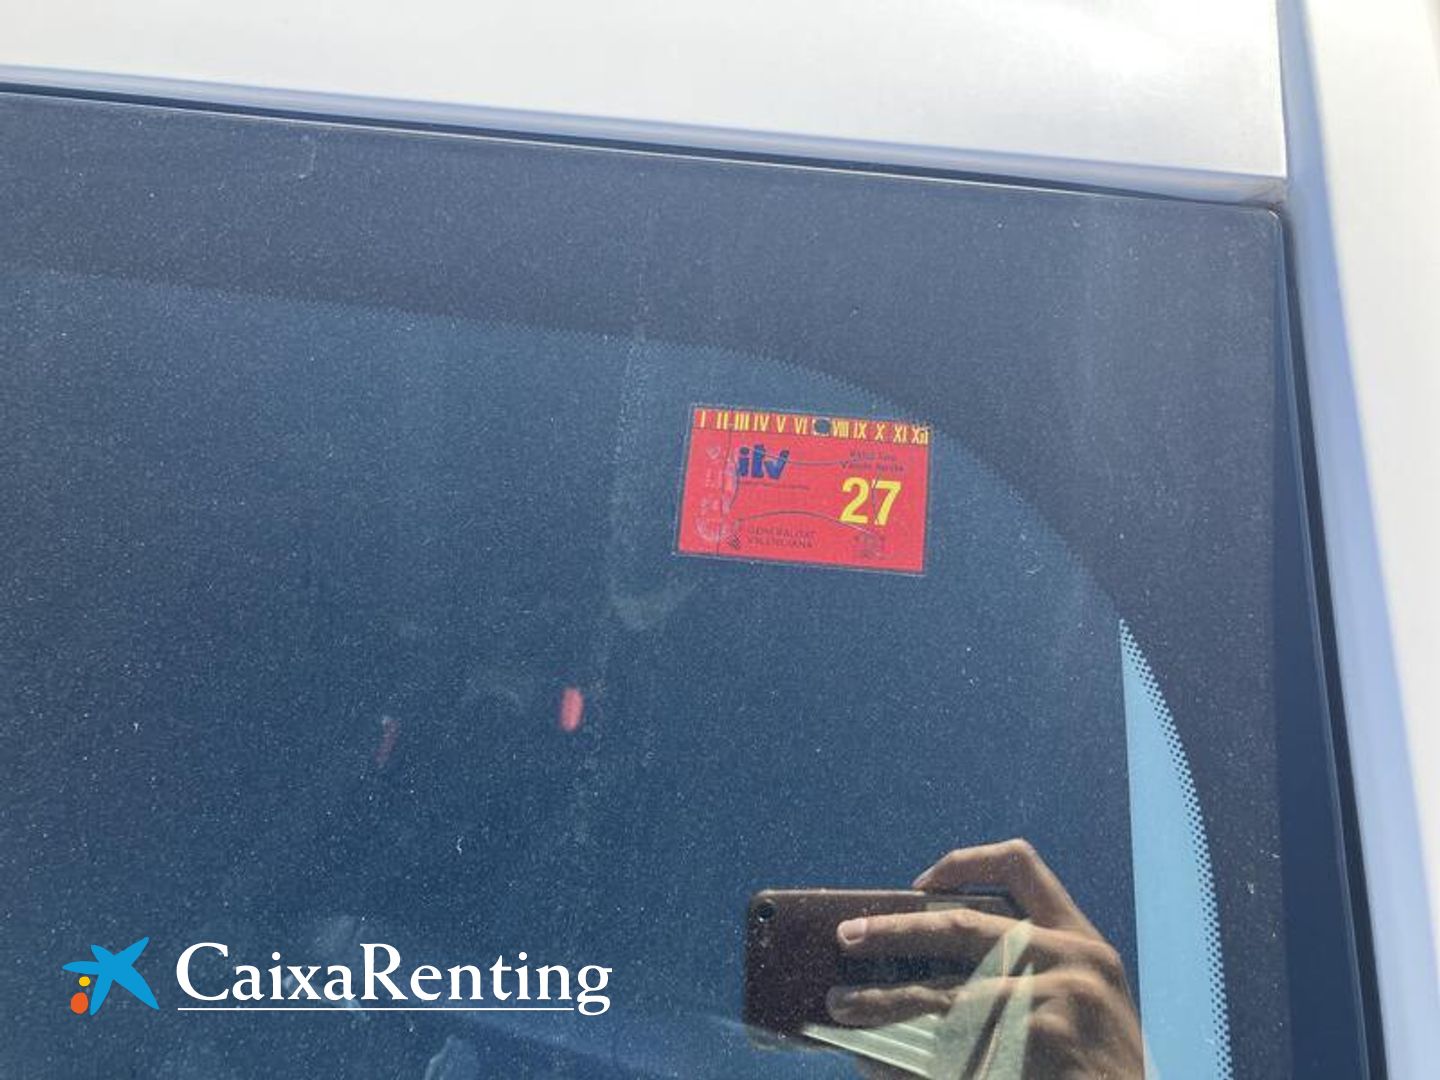 I II III IV V VI VIII IX X XI XII
itv
27
GENERALITAT
VALENCIANA
CaixaRenting